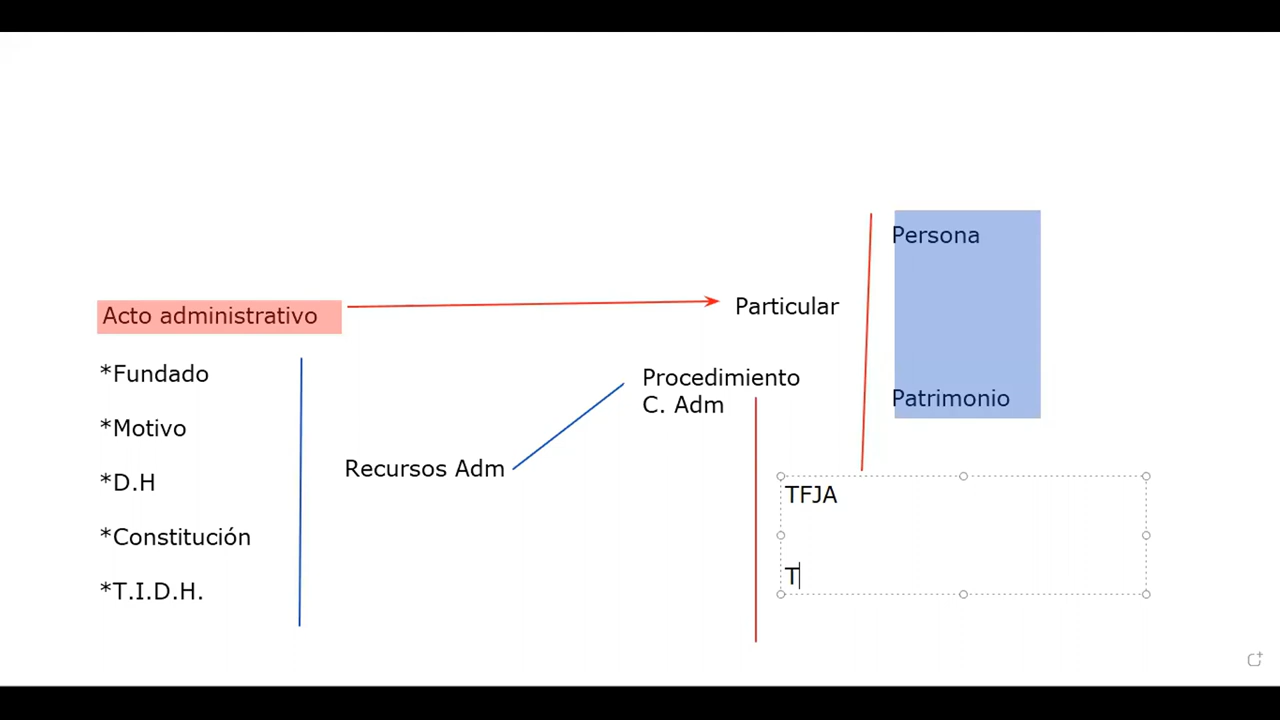 Persona
Acto administrativo
Particular
*Fundado
Procedimiento
C. Adm
Patrimonio
*Motivo
Recursos Adm
*D.H
TFJA
*Constitución
T
*T.I.D.H.